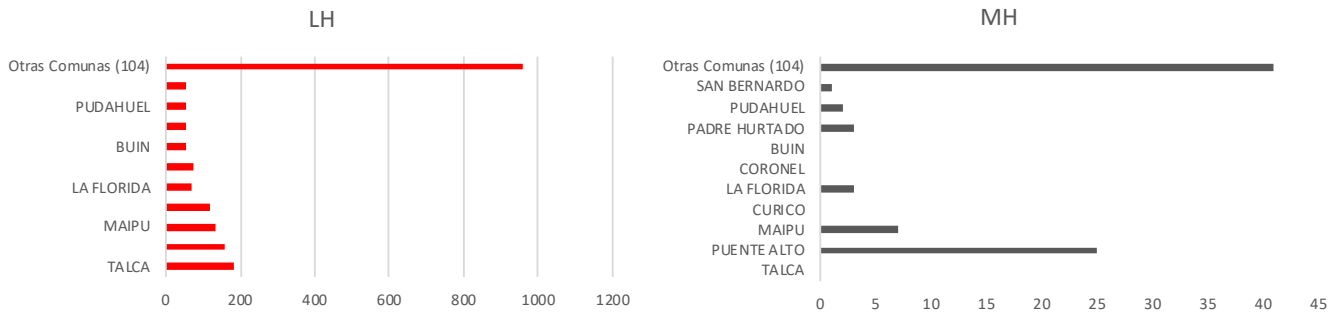 LH
Otras Comunas (104)
PUDAHUEL
BUIN
LA FLORIDA
MAIPU
TALCA
0 200 400 600 800 1000 1200
MH
Otras Comunas (104)
SAN BERNARDO
PUDAHUEL
PADRE HURTADO
BUIN
CORONEL
LA FLORIDA
CURICO
MAIPU
PUENTE ALTO
TALCA
0 5 10 15 20 25 30 35 40 45